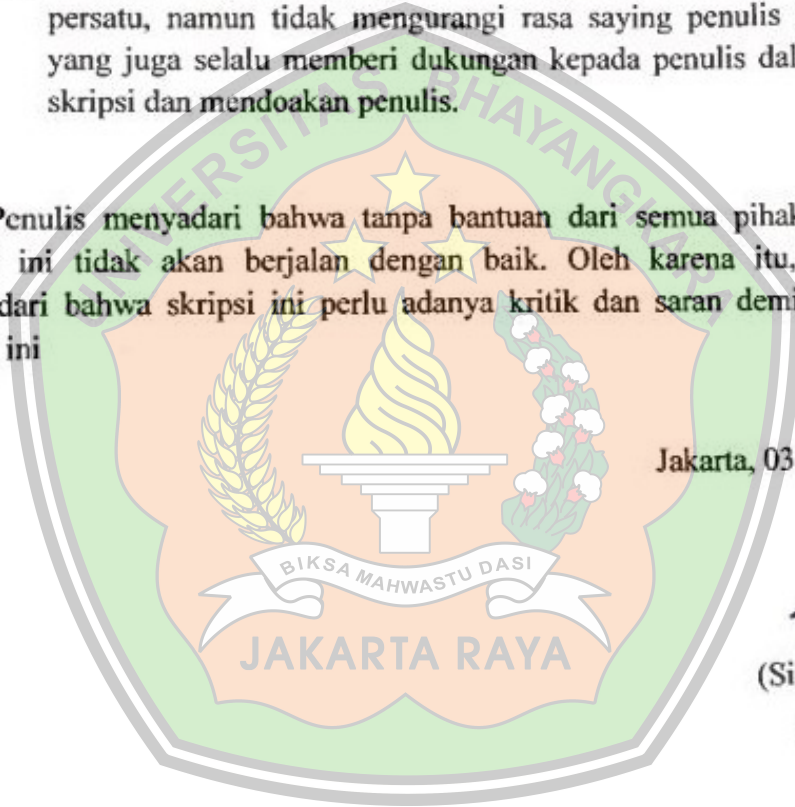 persatu, namun tidak mengurangi rasa saying penulis
yang juga selalu memberi dukungan kepada penulis dal
skripsi dan mendoakan penulis.
Penulis menyadari bahwa tanpa bantuan dari semua pihak
ini tidak akan berjalan dengan baik. Oleh karena itu,
dari bahwa skripsi ini perlu adanya kritik dan saran demi
ini
Jakarta, 03
(Si
UNIVERSITAS BHAYANGKARA
BIKSA MAHWASTU DASI
JAKARTA RAYA